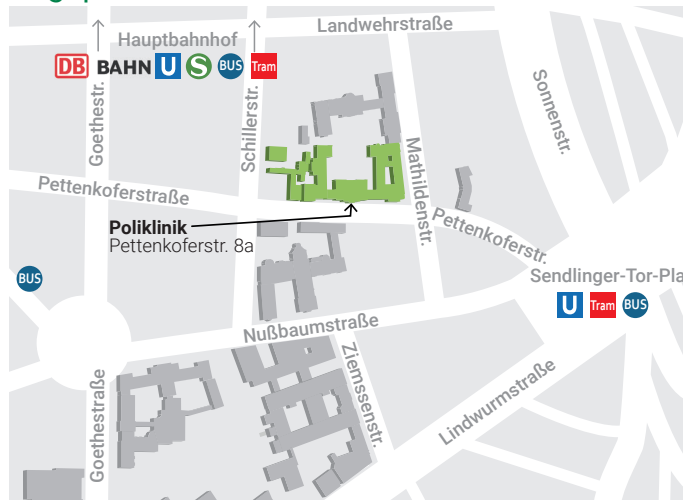 Landwehrstraße
Hauptbahnhof
DB BAHN U S BUS Tram
Goethestr.
Schillerstr.
Sonnenstr.
Mathildenstr.
Pettenkoferstraße
Poliklinik
Pettenkoferstr. 8a
Pettenkoferstr.
BUS
Sendlinger-Tor-Pla
U Tram BUS
Nußbaumstraße
Ziemssenstr.
Lindwurmstraße
Goethestraße